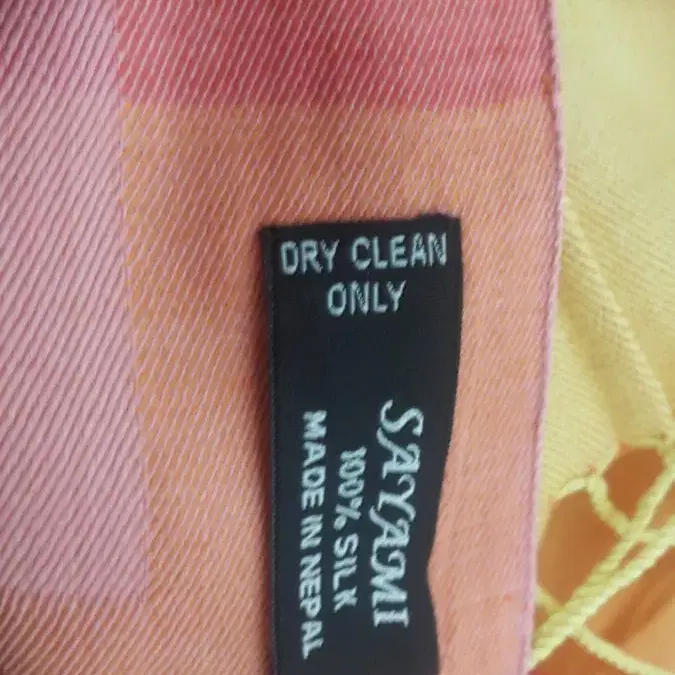 DRY CLEAN
ONLY
SAYAMI
100% SILK
MADE IN NEPAL